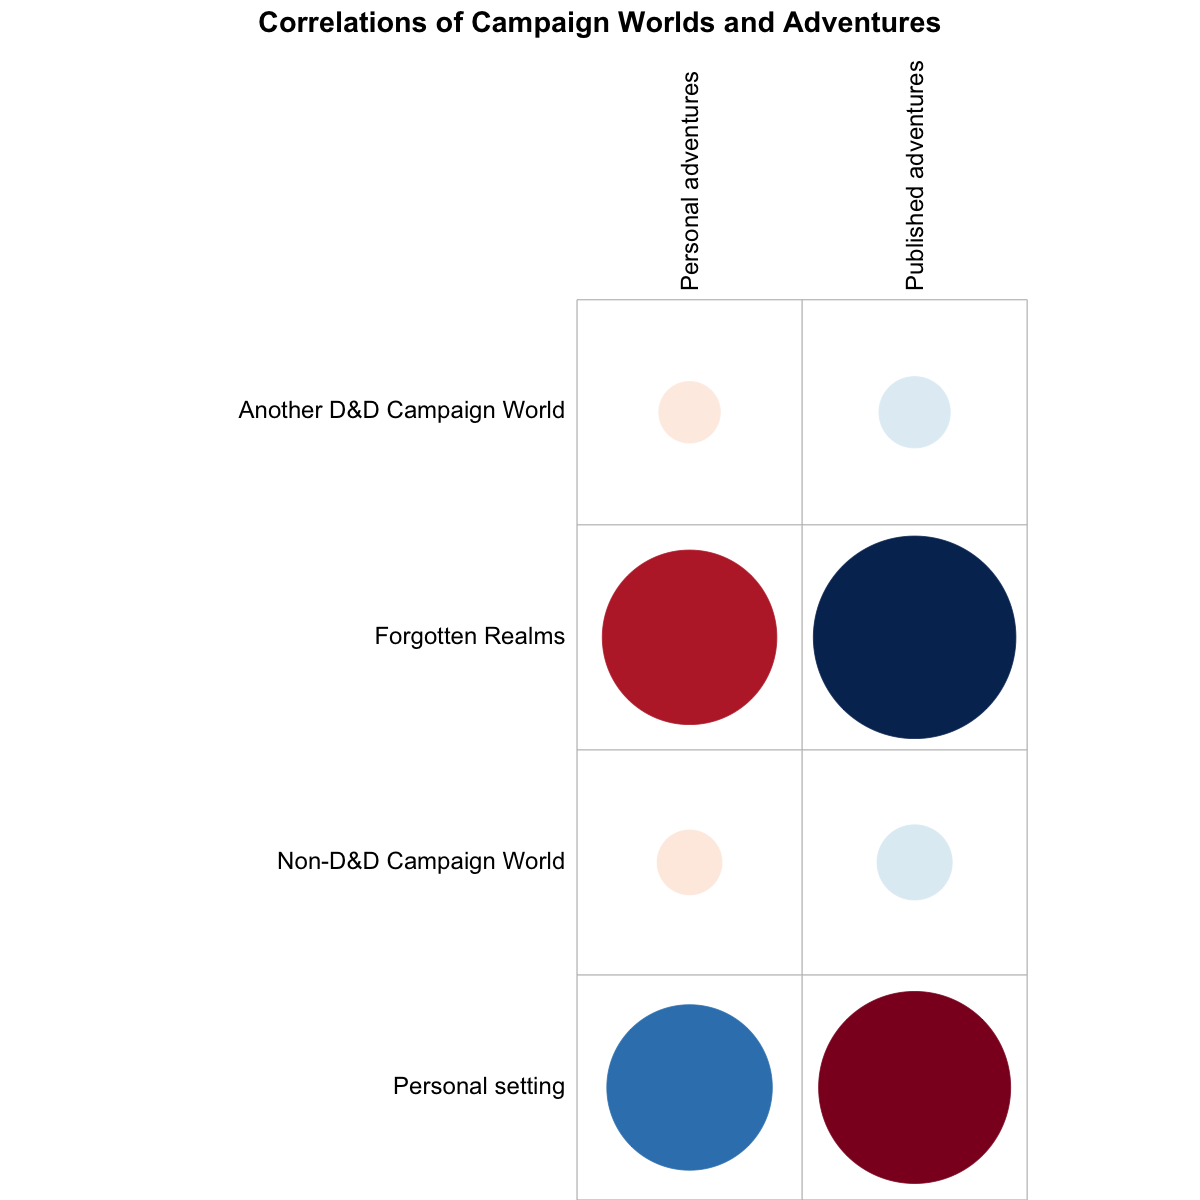 Correlations of Campaign Worlds and Adventures
Personal adventures
Published adventures
Another D&D Campaign World
Forgotten Realms
Non-D&D Campaign World
Personal setting